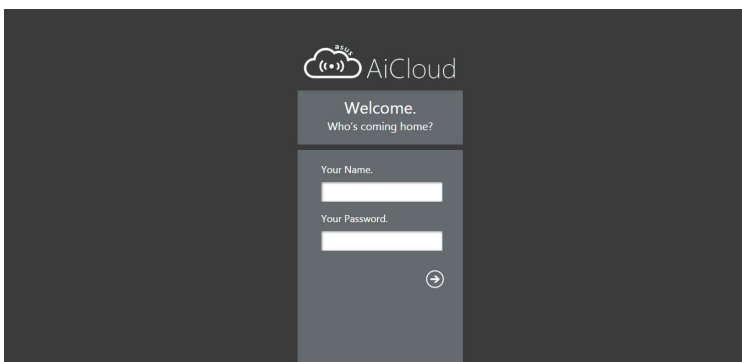 asus
AiCloud
Welcome.
Who's coming home?
Your Name.
Your Password.